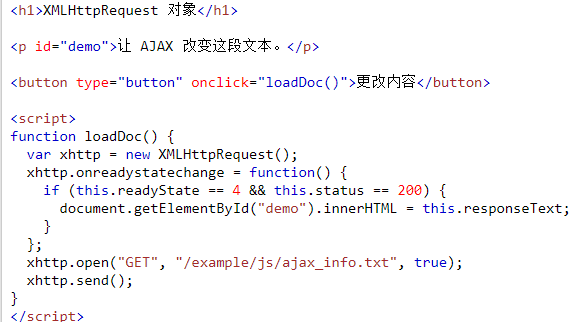 <h1>XMLHttpRequest 对象</h1>
<p id="demo">让 AJAX 改变这段文本。</p>
<button type="button" onclick="loadDoc()">更改内容</button>
<script>
function loadDoc() {
  var xhttp = new XMLHttpRequest();
  xhttp.onreadystatechange = function() {
    if (this.readyState == 4 && this.status == 200) {
      document.getElementById("demo").innerHTML = this.responseText;
    }
  };
  xhttp.open("GET", "/example/js/ajax_info.txt", true);
  xhttp.send();
}
</script>